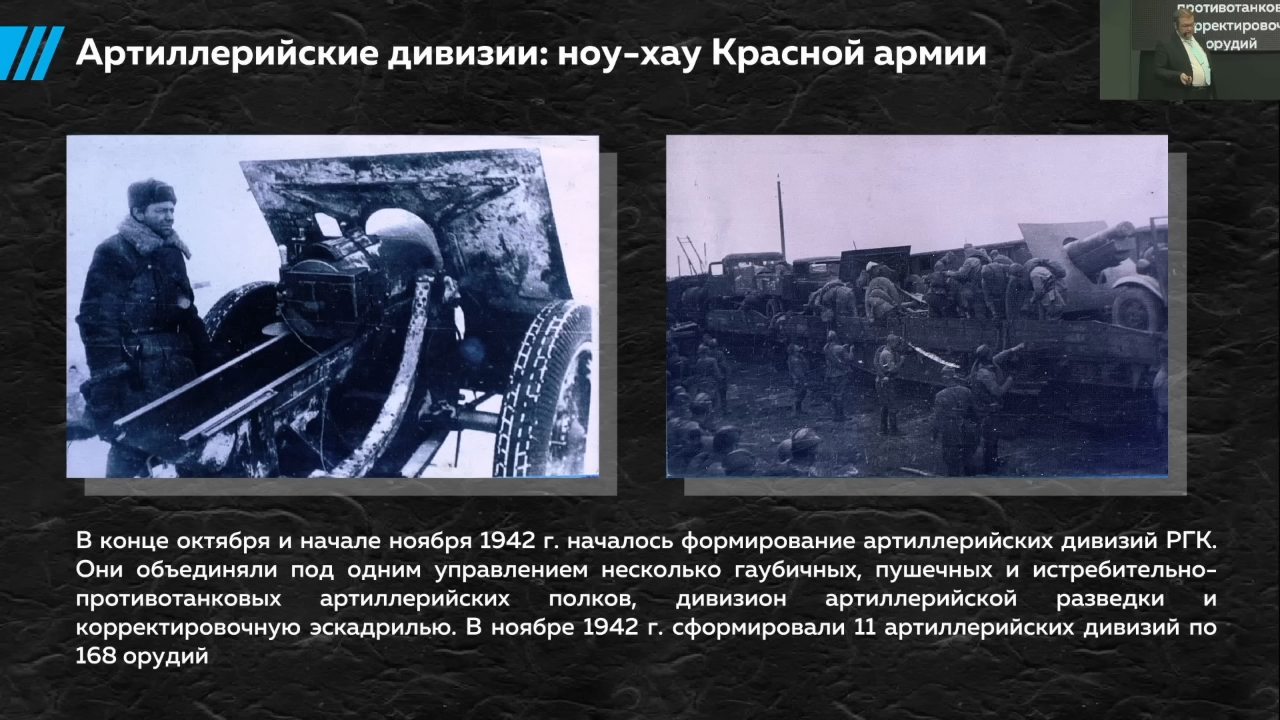 Артиллерийские дивизии: ноу-хау Красной армии
орудий
В конце октября и начале ноября 1942 г. началось формирование артиллерийских дивизий РГК.
Они объединяли под одним управлением несколько гаубичных, пушечных и истребительно-
противотанковых артиллерийских полков, дивизион артиллерийской разведки и
корректировочную эскадрилью. В ноябре 1942 г. сформировали 11 артиллерийских дивизий по
168 орудий